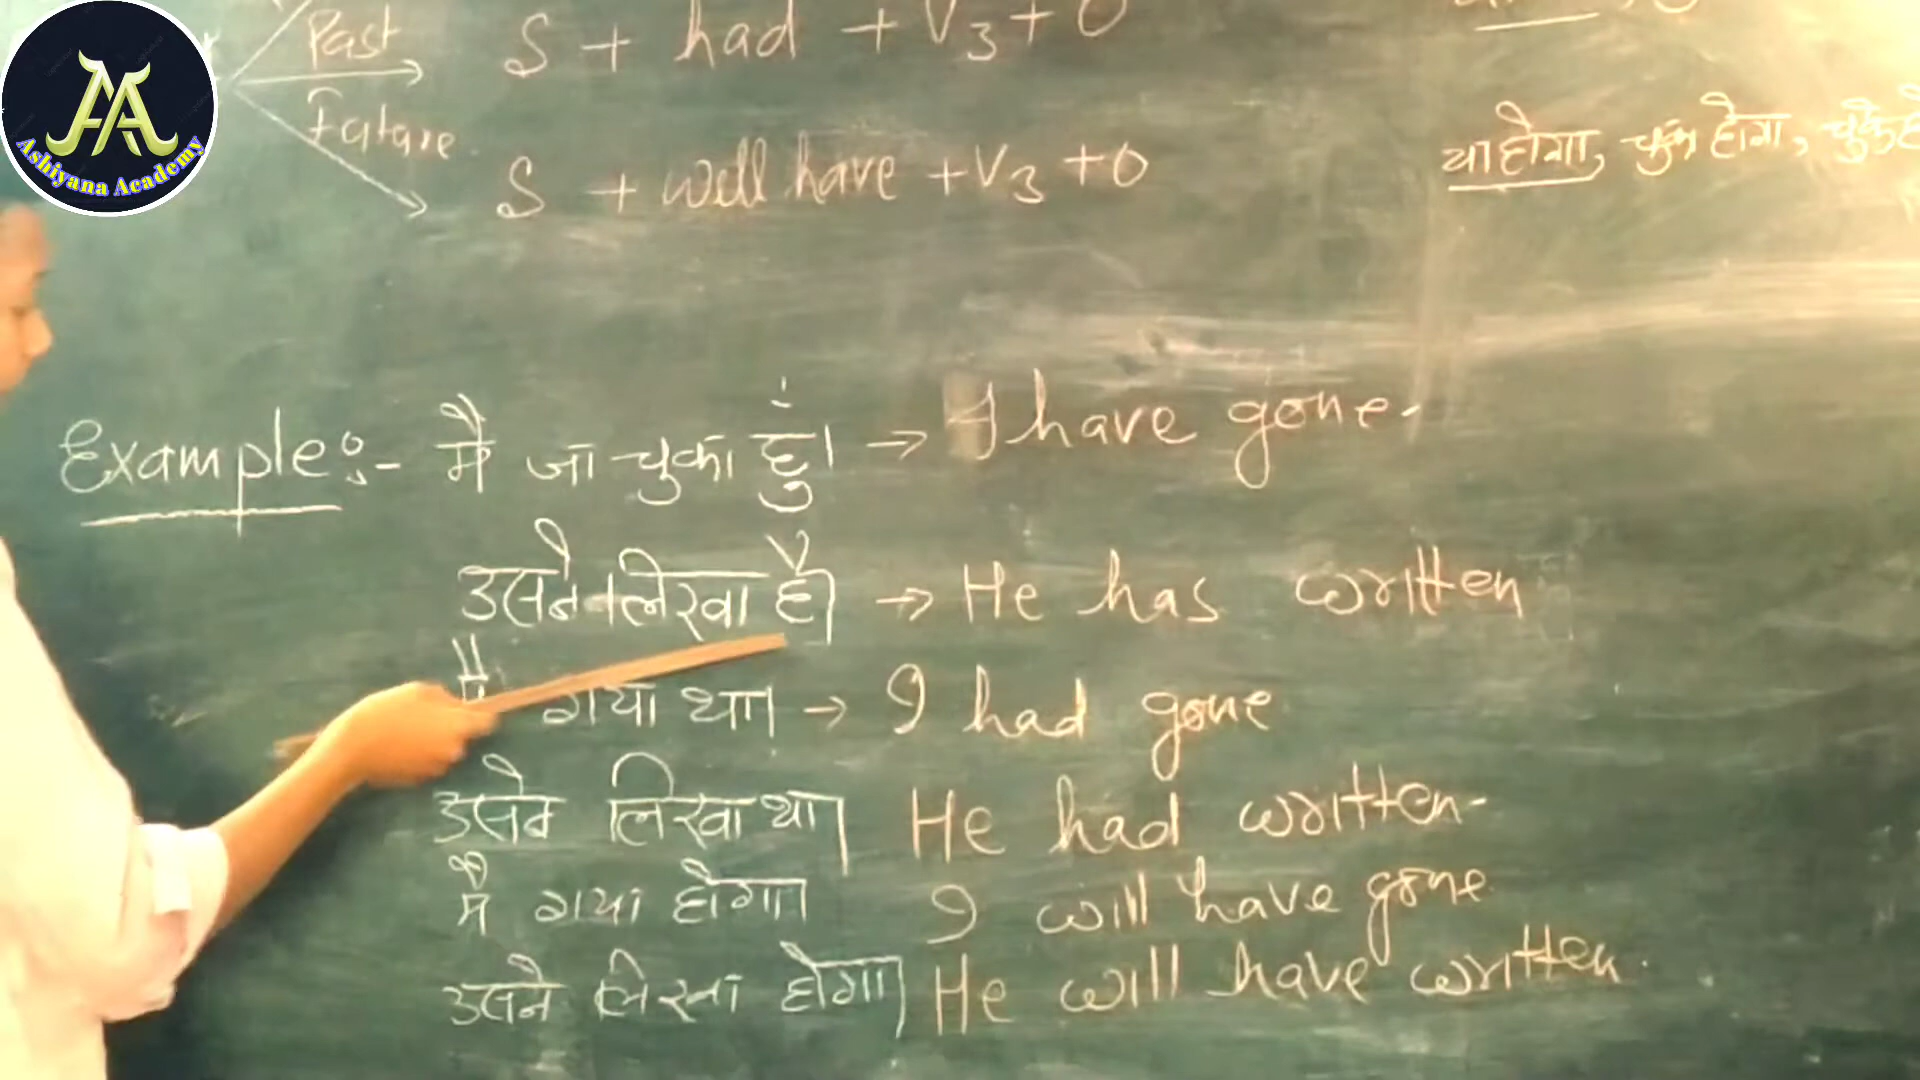 Ashiyana Academy
Past S + had + V3 + O
Future S + well have + V3 + O
या होगा, चुका होगा,
Example :- मै जा चुका हुं। → I have gone.
उसने लिखा है। → He has written
गया था। → I had gone
उसने लिखा था। He had written.
मै गया होगा। I will have gone
उसने लिखा होगा। He will have written.